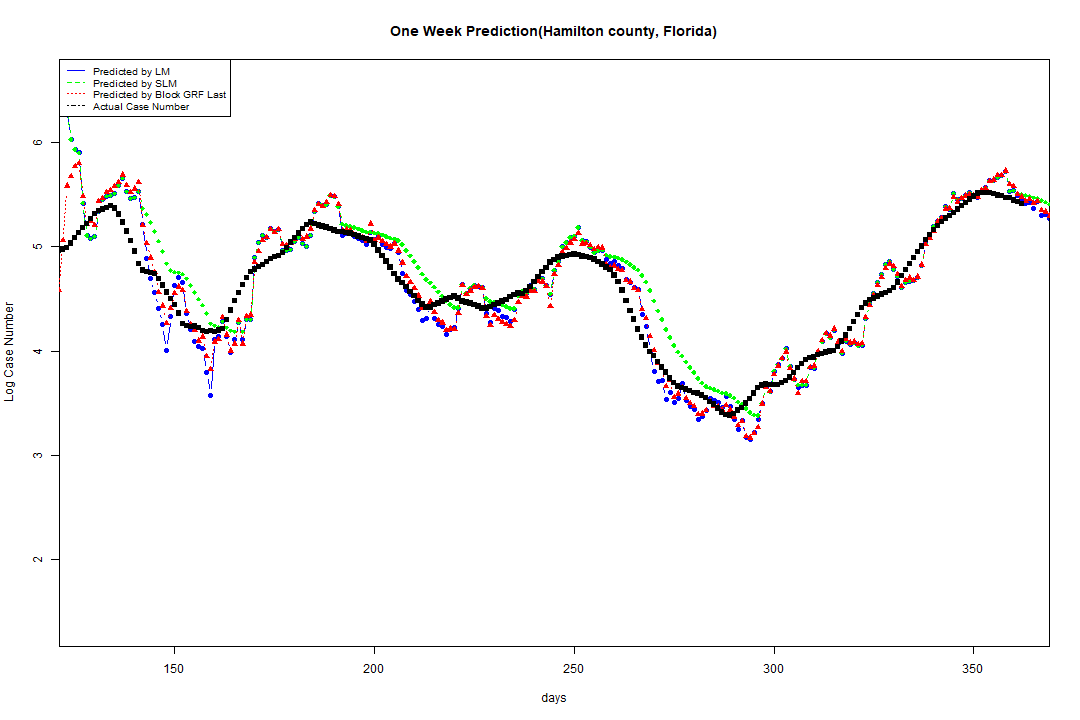 One Week Prediction(Hamilton county, Florida)
Predicted by LM
Predicted by SLM
Predicted by Block GRF Last
Actual Case Number
6
5
4
3
2
Log Case Number
150 200 250 300 350
days